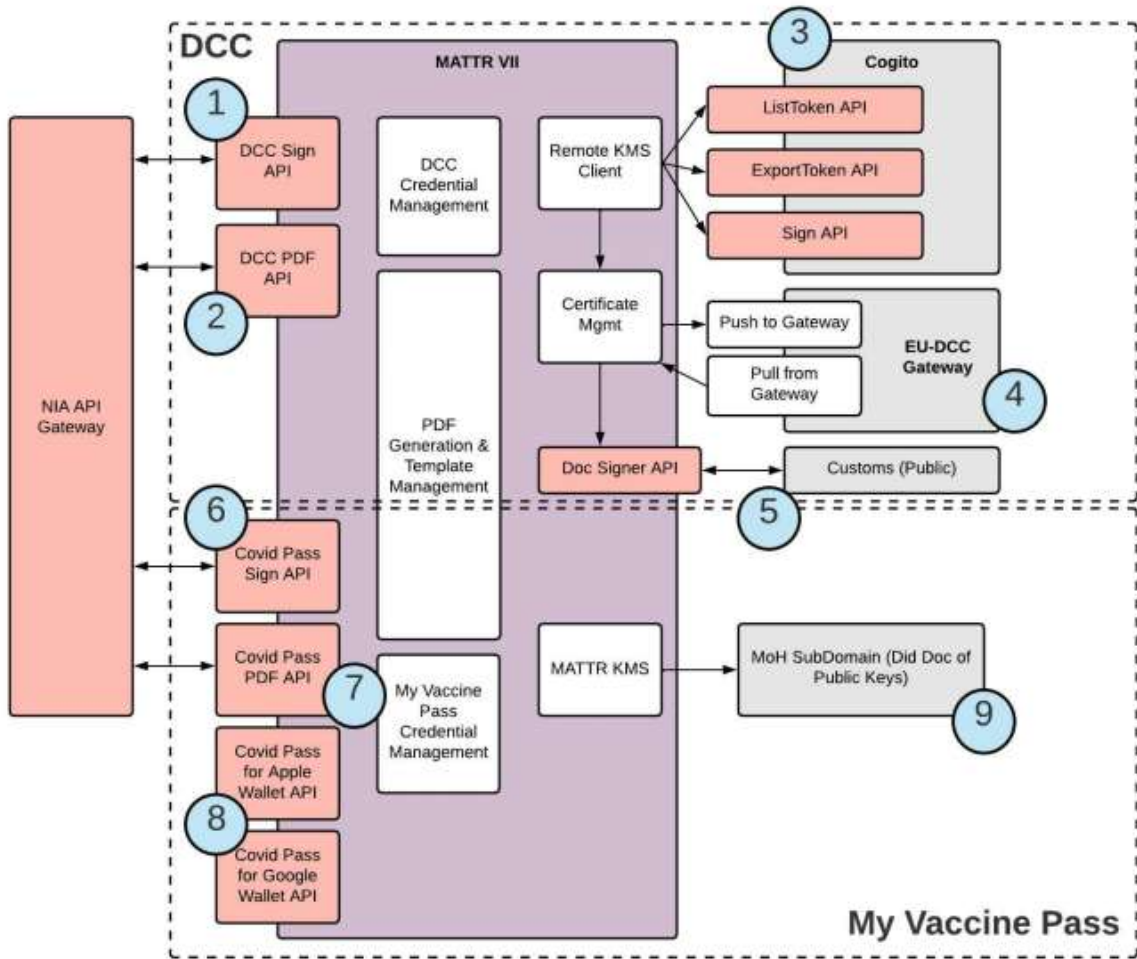 DCC
MATTR VII
3
Cogito
1
ListToken API
DCC Sign
API
DCC
Credential
Management
Remote KMS
Client
ExportToken API
Sign API
DCC PDF
API
2
Certificate
Mgmt
Push to Gateway
EU-DCC
Gateway
Pull from
Gateway
4
NIA API
Gateway
PDF
Generation &
Template
Management
Doc Signer API
Customs (Public)
5
6
Covid Pass
Sign API
Covid Pass
PDF API
7
My Vaccine
Pass
Credential
Management
MATTR KMS
MoH SubDomain (Did Doc of
Public Keys)
9
Covid Pass
for Apple
Wallet API
8
Covid Pass
for Google
Wallet API
My Vaccine Pass